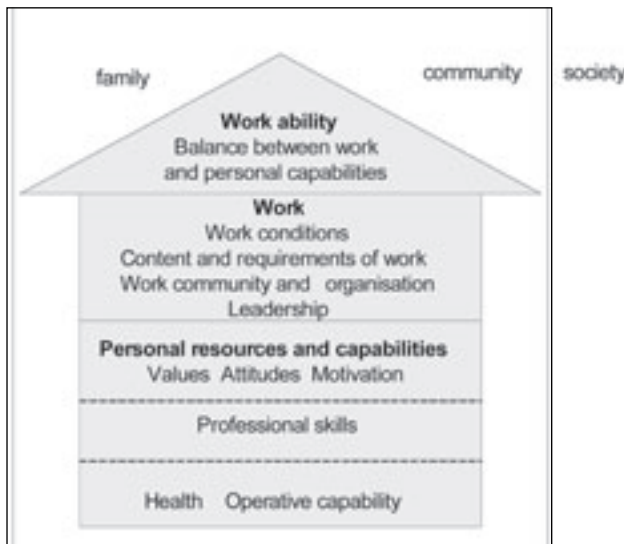 family community society
Work ability
Balance between work
and personal capabilities
Work
Work conditions
Content and requirements of work
Work community and organisation
Leadership
Personal resources and capabilities
Values Attitudes Motivation
Professional skills
Health Operative capability